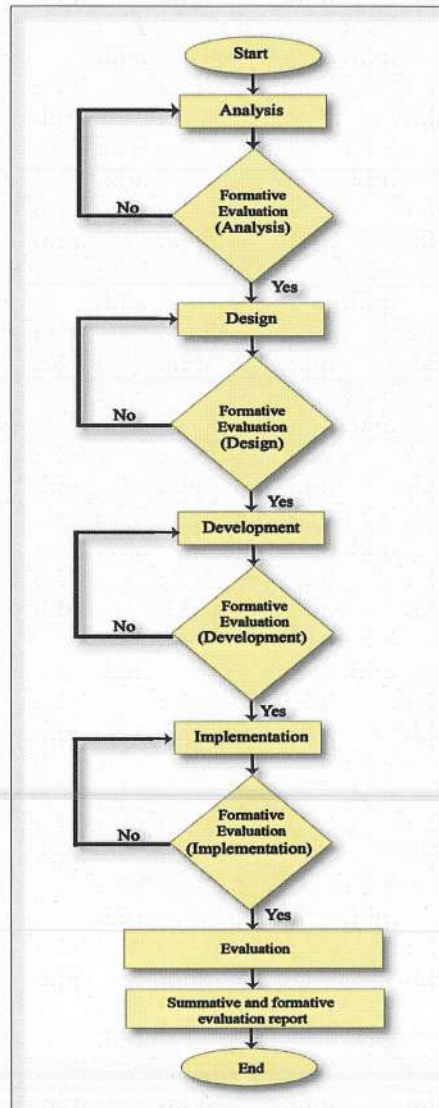 Start
Analysis
Formative
Evaluation
(Analysis)
No
Yes
Design
Formative
Evaluation
(Design)
No
Yes
Development
Formative
Evaluation
(Development)
No
Yes
Implementation
Formative
Evaluation
(Implementation)
No
Yes
Evaluation
Summative and formative
evaluation report
End